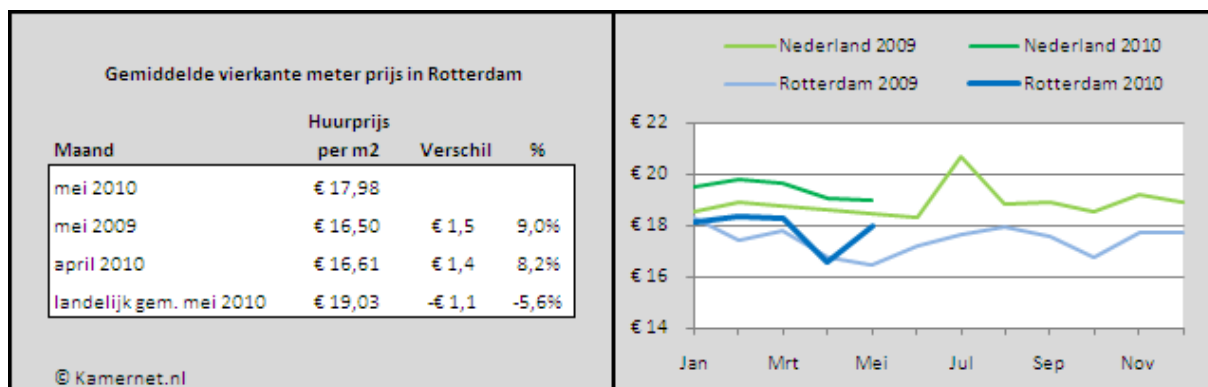 Gemiddelde vierkante meter prijs in Rotterdam
Huurprijs
Maand per m2 Verschil %
mei 2010 € 17,98
mei 2009 € 16,50 € 1,5 9,0%
april 2010 € 16,61 € 1,4 8,2%
landelijk gem. mei 2010 € 19,03 -€ 1,1 -5,6%
© Kamernet.nl
Nederland 2009 Nederland 2010
Rotterdam 2009 Rotterdam 2010
€ 22
€ 20
€ 18
€ 16
€ 14
Jan Mrt Mei Jul Sep Nov